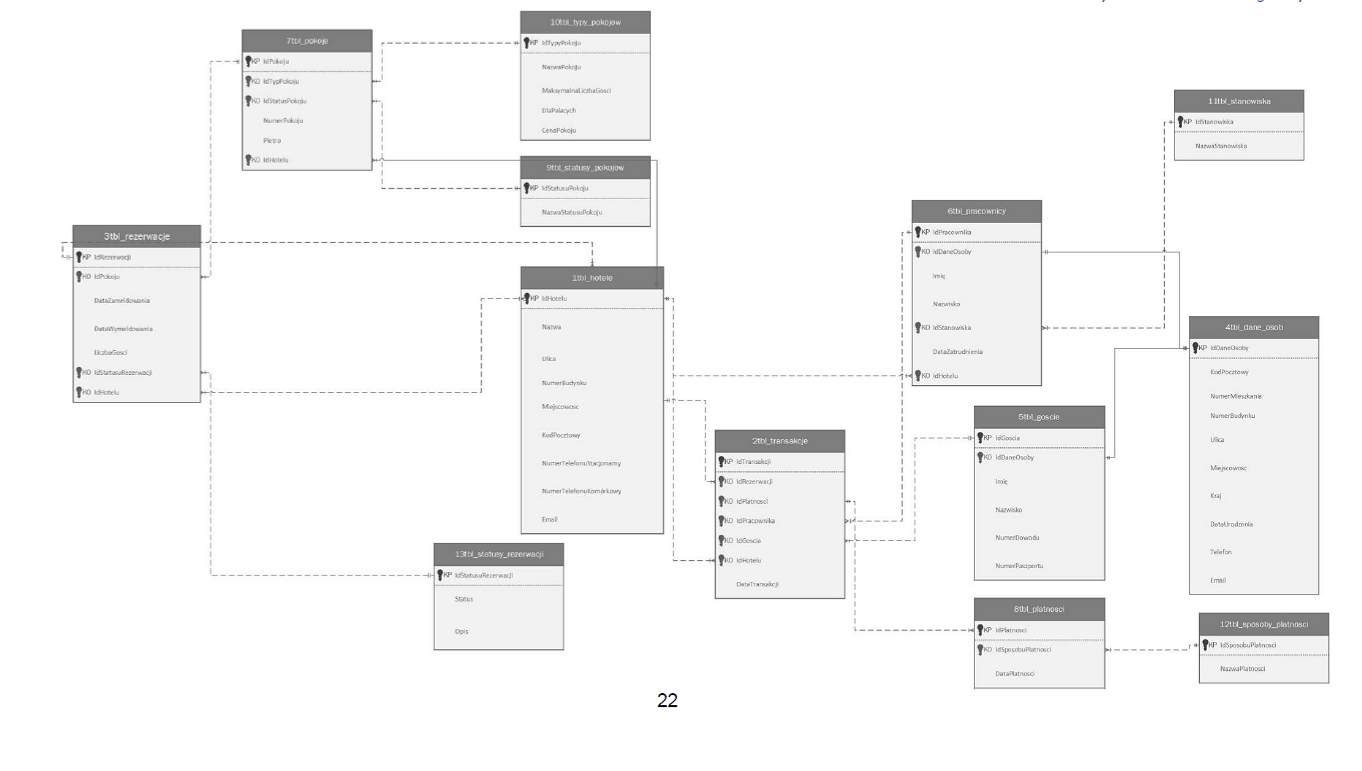 10tbl_typy_pokojow
KP IdTypyPokoju
NazwaPokoju
MaksymalnaLiczbaGosci
DlaPalacych
CenaPokoju
7tbl_pokoje
KP IdPokoju
KO IdTypPokoju
KO IdStatusPokoju
NumerPokoju
Pietro
KO IdHotelu
9tbl_statusy_pokojow
KP IdStatusuPokoju
NazwaStatusuPokoju
11tbl_stanowiska
KP IdStanowiska
NazwaStanowiska
6tbl_pracownicy
KP IdPracownika
KO IdDaneOsoby
Imię
Nazwisko
KO IdStanowiska
DataZatrudnienia
KO IdHotelu
3tbl_rezerwacje
KP IdRezerwacji
KO IdPokoju
DataZameldowania
DataWymeldowania
LiczbaGosci
KO IdStatusuRezerwacji
KO IdHotelu
1tbl_hotele
KP IdHotelu
Nazwa
Ulica
NumerBudynku
Miejscowosc
KodPocztowy
NumerTelefonuStacjonarny
NumerTelefonuKomórkowy
Email
4tbl_dane_osob
KP IdDaneOsoby
KodPocztowy
NumerMieszkania
NumerBudynku
Ulica
Miejscowosc
Kraj
DataUrodzenia
Telefon
Email
5tbl_goscie
KP IdGoscia
KO IdDaneOsoby
Imię
Nazwisko
NumerDowodu
NumerPaszportu
2tbl_transakcje
KP IdTransakcji
KO IdRezerwacji
KO IdPlatnosci
KO IdPracownika
KO IdGoscia
KO IdHotelu
DataTransakcji
13tbl_statusy_rezerwacji
KP IdStatusuRezerwacji
Status
Opis
8tbl_platnosci
KP IdPlatnosci
KO IdSposobuPlatnosci
DataPlatnosci
12tbl_sposoby_platnosci
KP IdSposobuPlatnosci
NazwaPlatnosci
22